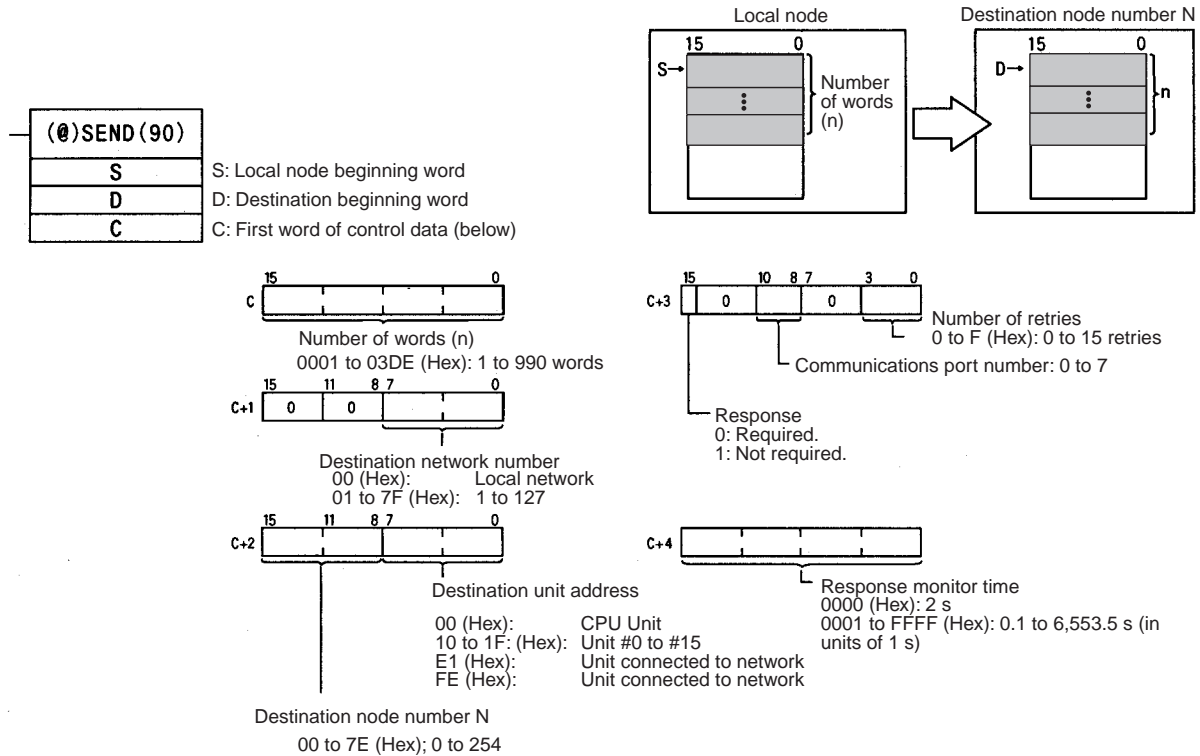 Local node
Destination node number N
15 0
15 0
S→
D→
Number of words (n)
n
(@)SEND(90)
S
S: Local node beginning word
D
D: Destination beginning word
C
C: First word of control data (below)
15 0
C
Number of words (n)
0001 to 03DE (Hex): 1 to 990 words
15 11 8 7 0
C+1 0 0
Destination network number
00 (Hex): Local network
01 to 7F (Hex): 1 to 127
15 11 8 7 0
C+2
Destination unit address
00 (Hex): CPU Unit
10 to 1F: (Hex): Unit #0 to #15
E1 (Hex): Unit connected to network
FE (Hex): Unit connected to network
Destination node number N
00 to 7E (Hex); 0 to 254
15 10 8 7 3 0
C+3 0 0
Number of retries
0 to F (Hex): 0 to 15 retries
Communications port number: 0 to 7
Response
0: Required.
1: Not required.
C+4
Response monitor time
0000 (Hex): 2 s
0001 to FFFF (Hex): 0.1 to 6,553.5 s (in
units of 1 s)